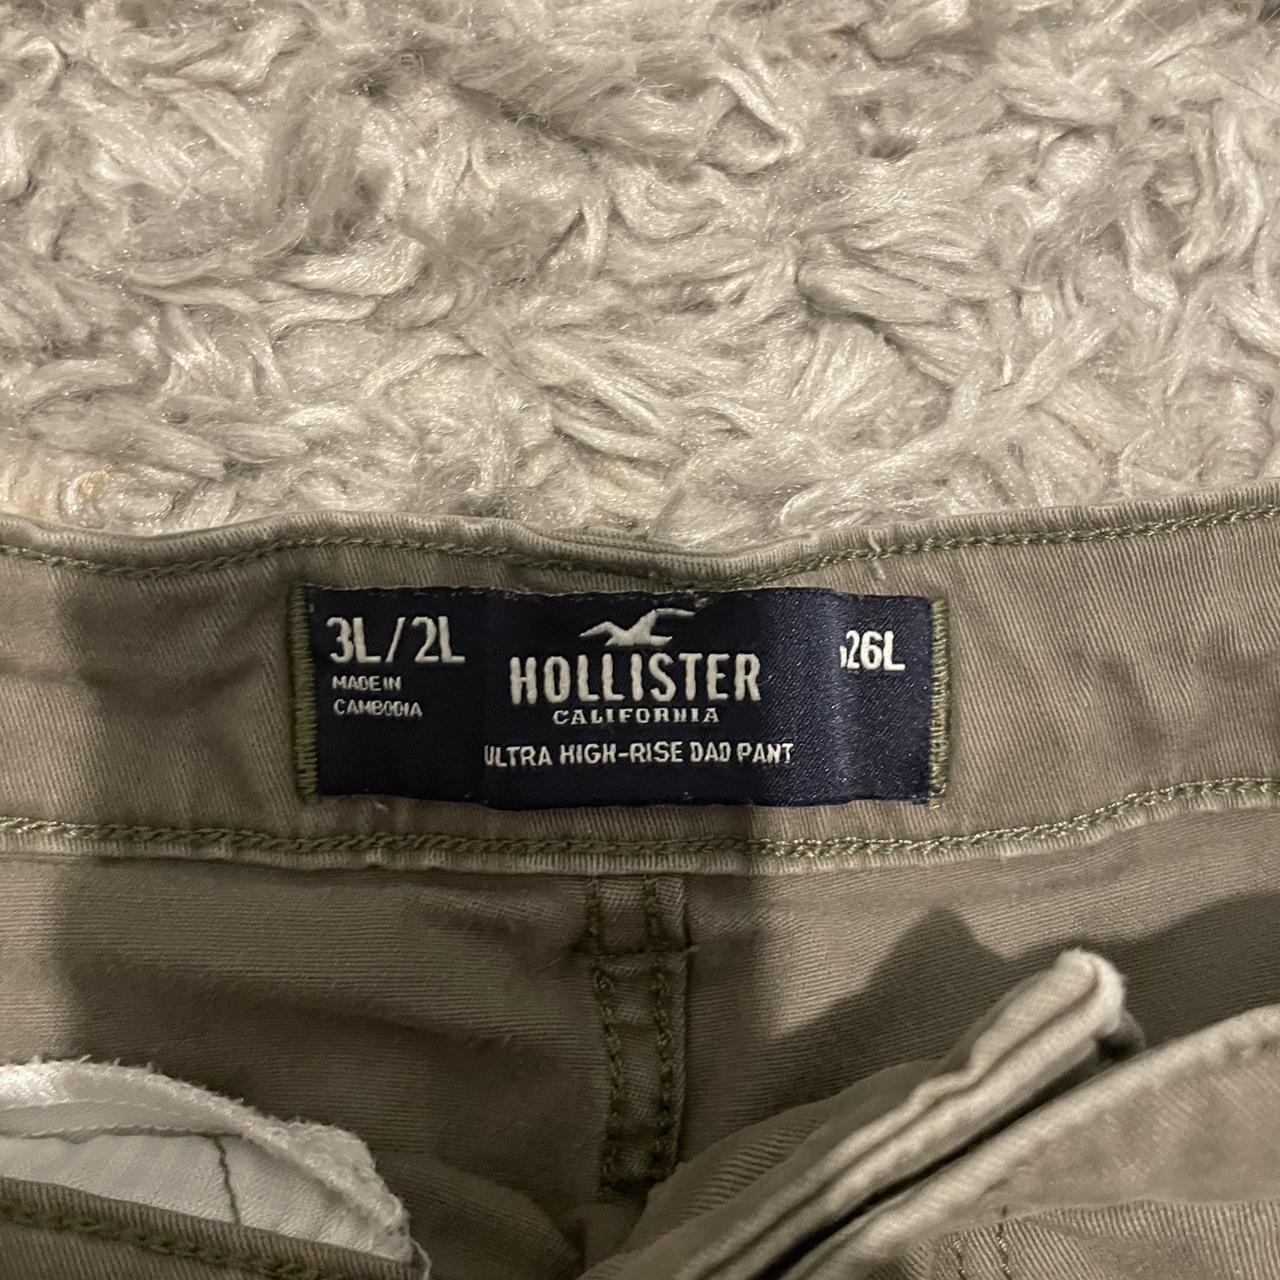 3L/2L
MADE IN
CAMBODIA
HOLLISTER
CALIFORNIA
ULTRA HIGH-RISE DAD PANT
26L